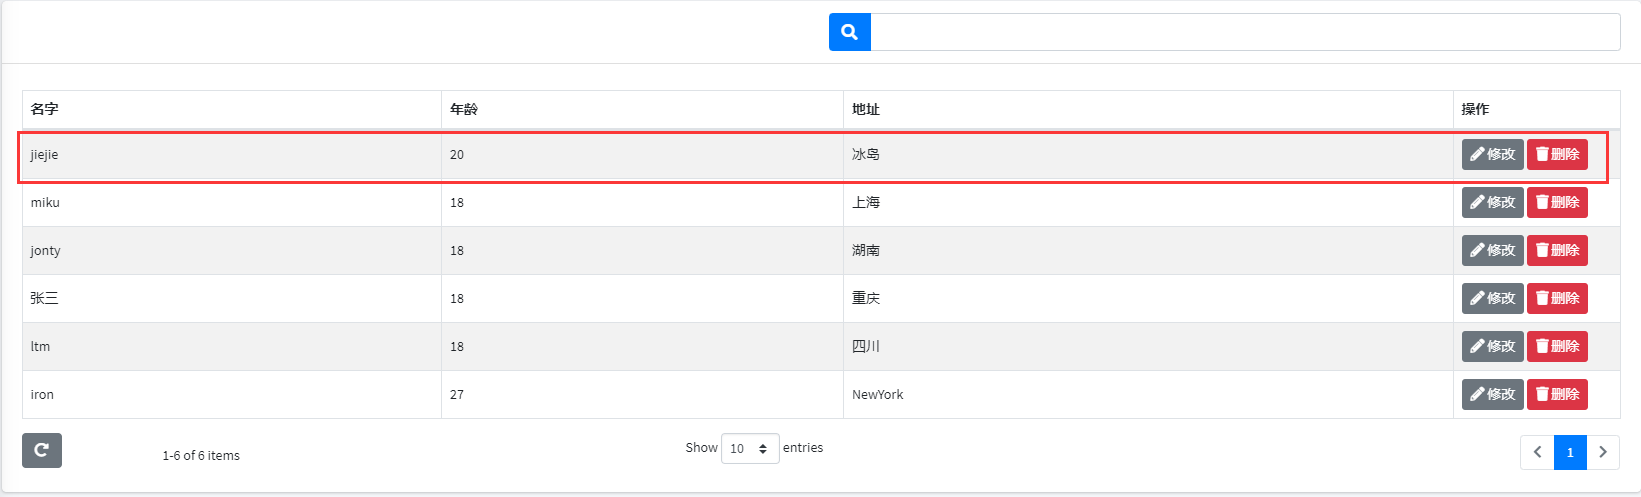 名字 年龄 地址 操作
jiejie 20 冰岛 修改 删除
miku 18 上海 修改 删除
jonty 18 湖南 修改 删除
张三 18 重庆 修改 删除
ltm 18 四川 修改 删除
iron 27 NewYork 修改 删除
1-6 of 6 items Show 10 entries 1